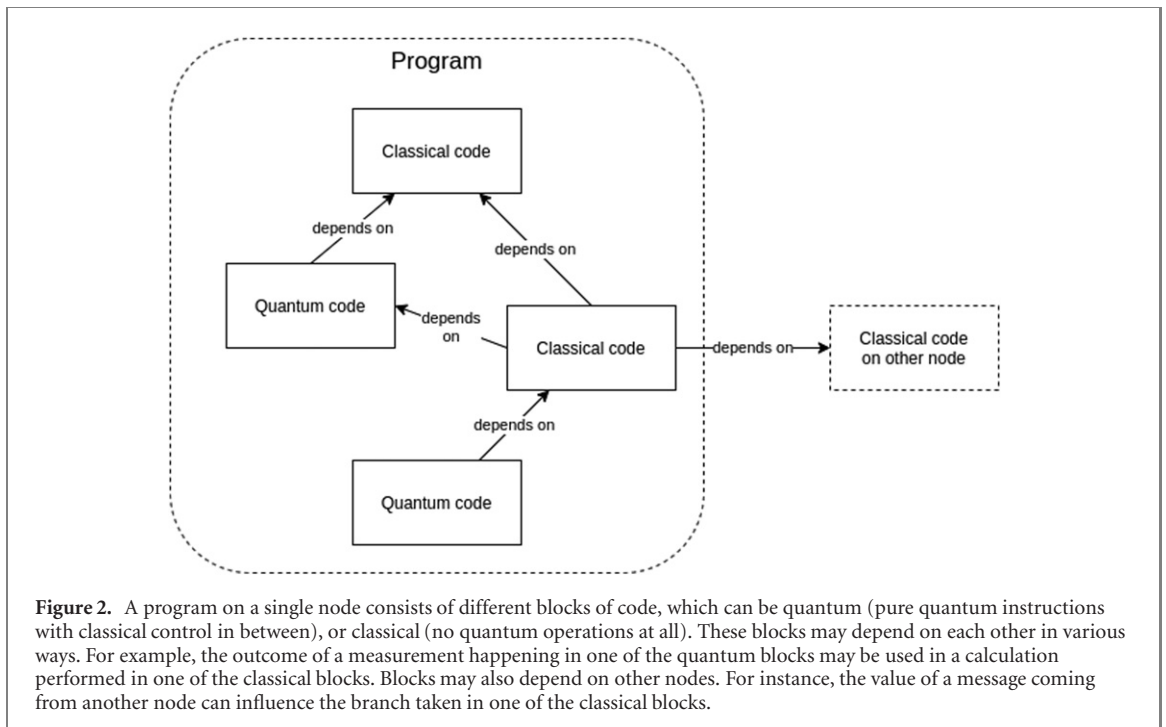 Program
Classical code
depends on
depends on
Quantum code
depends
on
Classical code
depends on
Classical code
on other node
depends on
Quantum code
Figure 2. A program on a single node consists of different blocks of code, which can be quantum (pure quantum instructions
with classical control in between), or classical (no quantum operations at all). These blocks may depend on each other in various
ways. For example, the outcome of a measurement happening in one of the quantum blocks may be used in a calculation
performed in one of the classical blocks. Blocks may also depend on other nodes. For instance, the value of a message coming
from another node can influence the branch taken in one of the classical blocks.